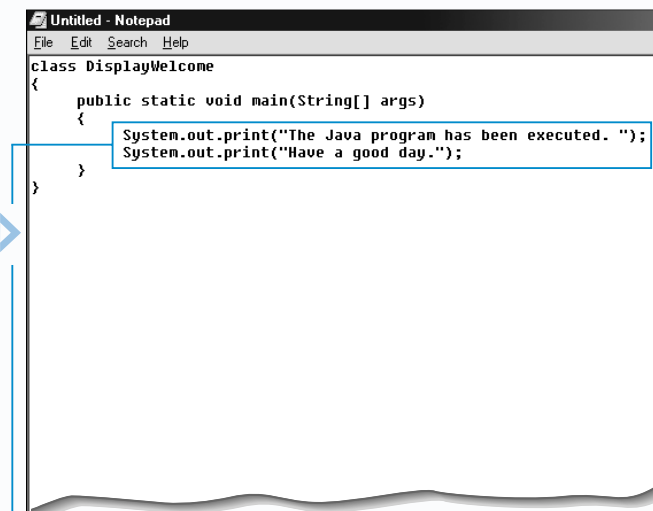 Untitled - Notepad
File Edit Search Help
class DisplayWelcome
{
public static void main(String[] args)
{
System.out.print("The Java program has been executed. ");
System.out.print("Have a good day.");
}
}